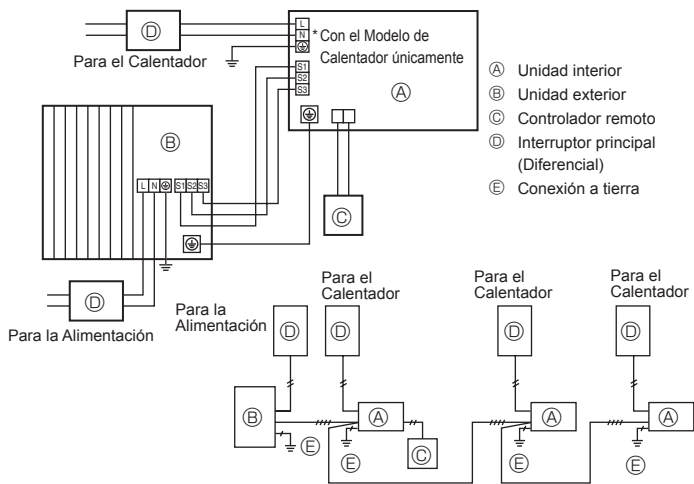 D
Para el Calentador
L
N
* Con el Modelo de
Calentador únicamente
S1
S2
S3
A
A Unidad interior
B Unidad exterior
C Controlador remoto
D Interruptor principal
(Diferencial)
E Conexión a tierra
B
L N S1 S2 S3
C
D
Para la Alimentación
Para la
Alimentación
Para el
Calentador
Para el
Calentador
Para el
Calentador
D D D D
B A A A
E C
E E E